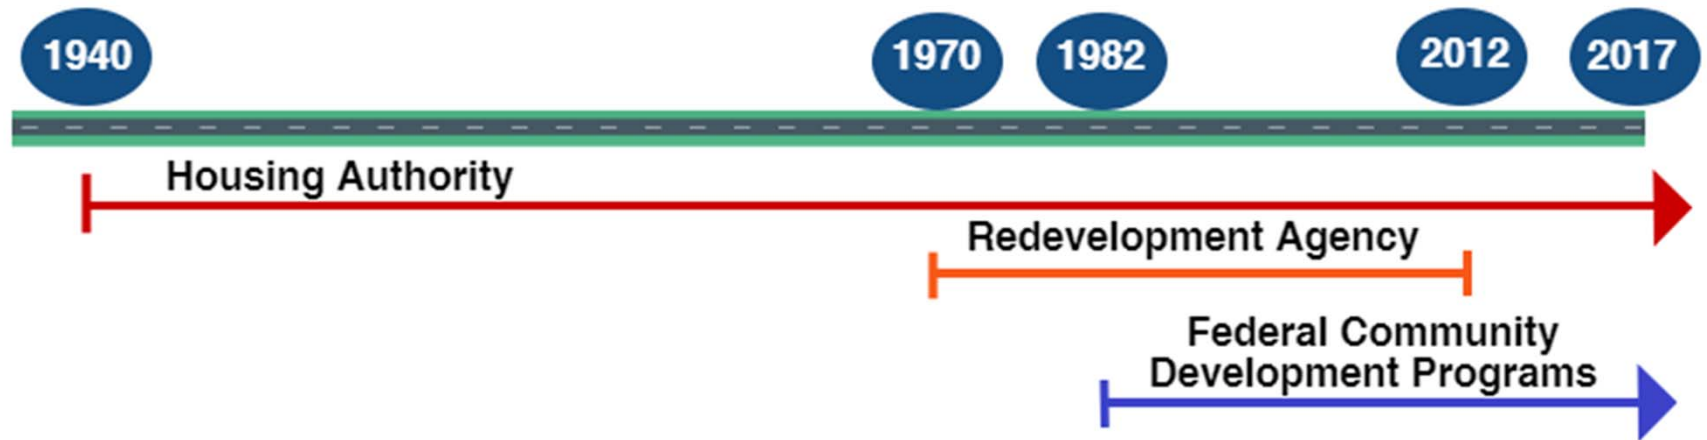 1940
1970
1982
2012
2017
Housing Authority
Redevelopment Agency
Federal Community
Development Programs